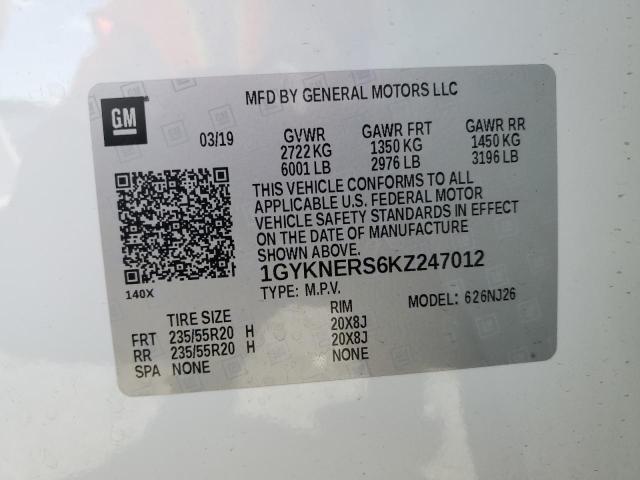 GM
MFD BY GENERAL MOTORS LLC
03/19
GVWR
2722 KG
6001 LB
GAWR FRT
1350 KG
2976 LB
GAWR RR
1450 KG
3196 LB
THIS VEHICLE CONFORMS TO ALL
APPLICABLE U.S. FEDERAL MOTOR
VEHICLE SAFETY STANDARDS IN EFFECT
ON THE DATE OF MANUFACTURE
SHOWN ABOVE.
1GYKNERS6KZ247012
140X
TYPE: M.P.V.
MODEL: 626NJ26
TIRE SIZE RIM
FRT 235/55R20 H 20X8J
RR 235/55R20 H 20X8J
SPA NONE NONE